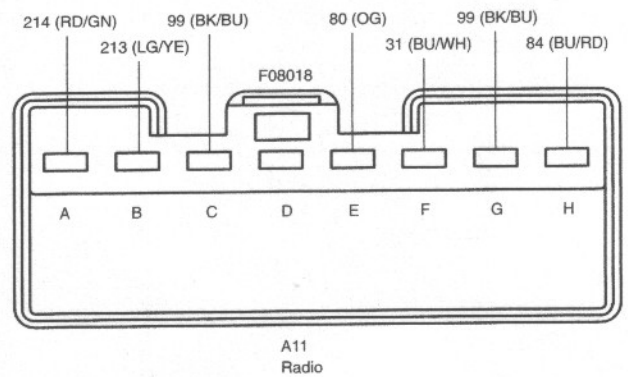 214 (RD/GN)
213 (LG/YE)
99 (BK/BU)
F08018
80 (OG)
31 (BU/WH)
99 (BK/BU)
84 (BU/RD)
A B C D E F G H
A11
Radio